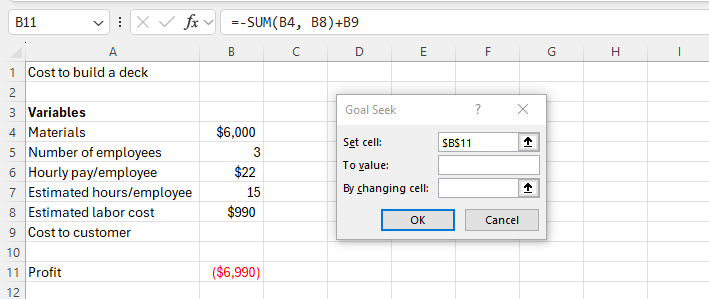 B11 fx =-SUM(B4, B8)+B9
A B C D E F G H I
1 Cost to build a deck
2
3 Variables
4 Materials $6,000
5 Number of employees 3
6 Hourly pay/employee $22
7 Estimated hours/employee 15
8 Estimated labor cost $990
9 Cost to customer
10
11 Profit ($6,990)
12
Goal Seek ? ×
Set cell: $B$11
To value:
By changing cell:
OK Cancel